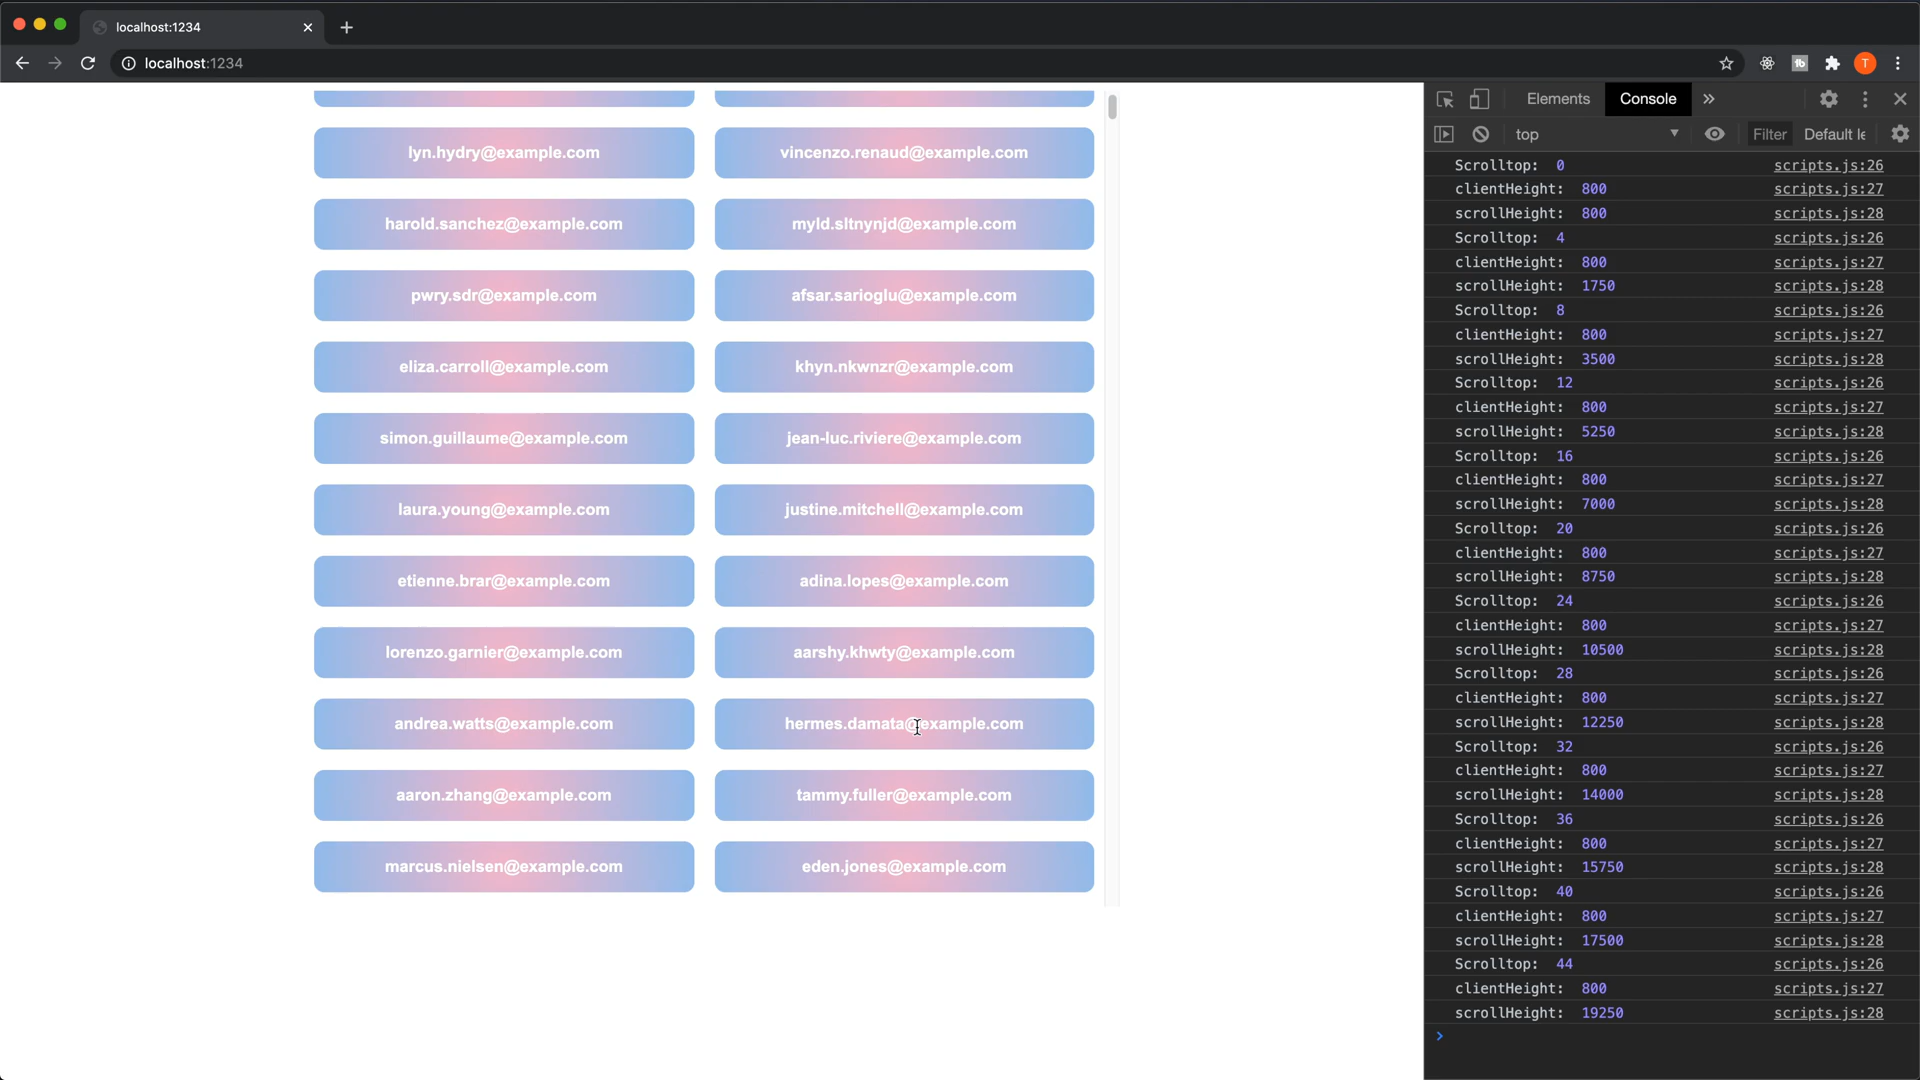 localhost:1234
localhost:1234
tb
T
lyn.hydry@example.com vincenzo.renaud@example.com
harold.sanchez@example.com myld.sltnynjd@example.com
pwry.sdr@example.com afsar.sarioglu@example.com
eliza.carroll@example.com khyn.nkwnzr@example.com
simon.guillaume@example.com jean-luc.riviere@example.com
laura.young@example.com justine.mitchell@example.com
etienne.brar@example.com adina.lopes@example.com
lorenzo.garnier@example.com aarshy.khwty@example.com
andrea.watts@example.com hermes.damata@example.com
aaron.zhang@example.com tammy.fuller@example.com
marcus.nielsen@example.com eden.jones@example.com
Elements Console
top Filter Default le
Scrolltop: 0 scripts.js:26
clientHeight: 800 scripts.js:27
scrollHeight: 800 scripts.js:28
Scrolltop: 4 scripts.js:26
clientHeight: 800 scripts.js:27
scrollHeight: 1750 scripts.js:28
Scrolltop: 8 scripts.js:26
clientHeight: 800 scripts.js:27
scrollHeight: 3500 scripts.js:28
Scrolltop: 12 scripts.js:26
clientHeight: 800 scripts.js:27
scrollHeight: 5250 scripts.js:28
Scrolltop: 16 scripts.js:26
clientHeight: 800 scripts.js:27
scrollHeight: 7000 scripts.js:28
Scrolltop: 20 scripts.js:26
clientHeight: 800 scripts.js:27
scrollHeight: 8750 scripts.js:28
Scrolltop: 24 scripts.js:26
clientHeight: 800 scripts.js:27
scrollHeight: 10500 scripts.js:28
Scrolltop: 28 scripts.js:26
clientHeight: 800 scripts.js:27
scrollHeight: 12250 scripts.js:28
Scrolltop: 32 scripts.js:26
clientHeight: 800 scripts.js:27
scrollHeight: 14000 scripts.js:28
Scrolltop: 36 scripts.js:26
clientHeight: 800 scripts.js:27
scrollHeight: 15750 scripts.js:28
Scrolltop: 40 scripts.js:26
clientHeight: 800 scripts.js:27
scrollHeight: 17500 scripts.js:28
Scrolltop: 44 scripts.js:26
clientHeight: 800 scripts.js:27
scrollHeight: 19250 scripts.js:28